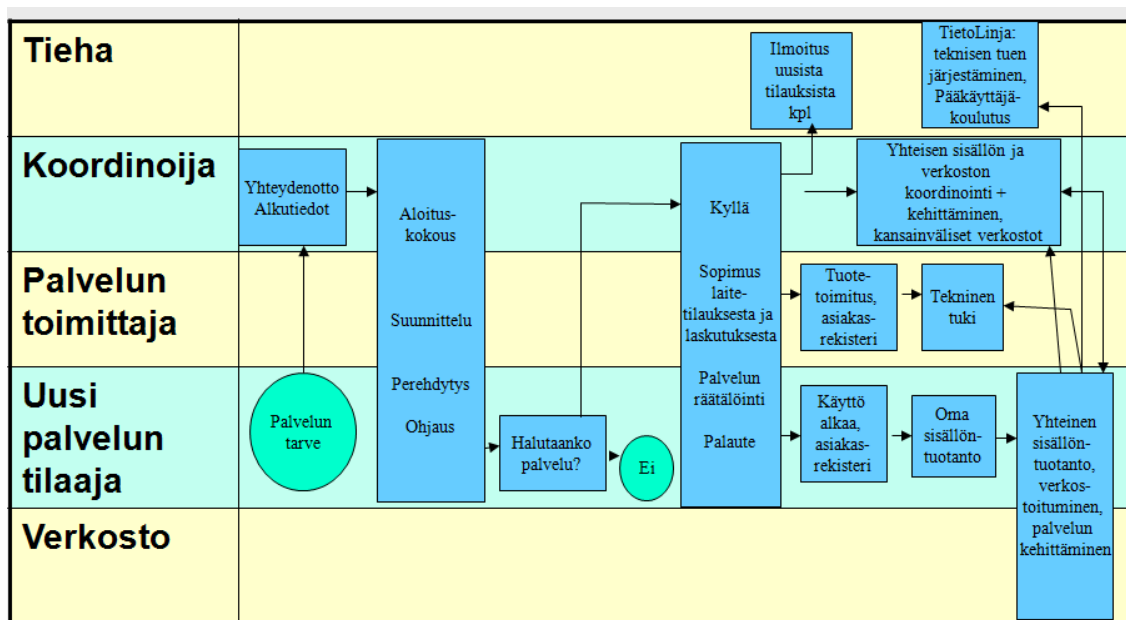 Tieha
Ilmoitus
uusista
tilauksista
kpl
TietoLinja:
teknisen tuen
järjestäminen,
Pääkäyttäjä-
koulutus
Koordinoija
Yhteydenotto
Alkutiedot
Aloitus-
kokous
Suunnittelu
Perehdytys
Ohjaus
Kyllä
Sopimus
laite-
tilauksesta ja
laskutuksesta
Palvelun
räätälöinti
Palaute
Yhteisen sisällön ja
verkoston
koordinointi +
kehittäminen,
kansainväliset verkostot
Palvelun
toimittaja
Tuote-
toimitus,
asiakas-
rekisteri
Tekninen
tuki
Uusi
palvelun
tilaaja
Palvelun
tarve
Halutaanko
palvelu?
Ei
Käyttö
alkaa,
asiakas-
rekisteri
Oma
sisällön-
tuotanto
Yhteinen
sisällön-
tuotanto,
verkos-
toituminen,
palvelun
kehittäminen
Verkosto